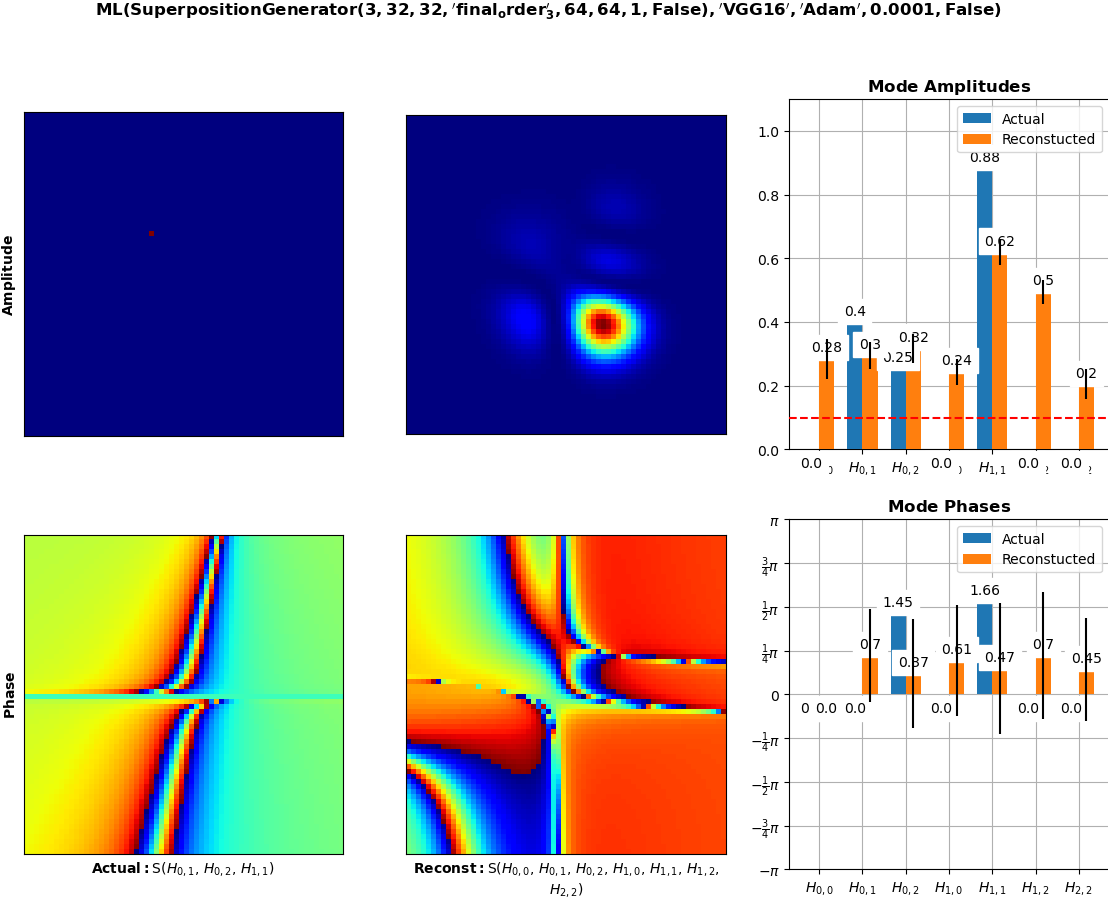 ML(SuperpositionGenerator(3, 32, 32, ′final_order′_3, 64, 64, 1, False), ′VGG16′, ′Adam′, 0.0001, False)
Amplitude
Mode Amplitudes
Actual
Reconstucted
1.0
0.8
0.6
0.4
0.2
0.0
0.28
0.4
0.3
0.25
0.32
0.24
0.88
0.62
0.5
0.2
0.0 0 H0,1 H0,2 0.0 0 H1,1 0.0 2 0.0 2
Phase
Mode Phases
Actual
Reconstucted
π
3/4π
1/2π
1/4π
0
−1/4π
−1/2π
−3/4π
−π
0.7
1.45
0.37
0.61
1.66
0.47
0.7
0.45
0 0.0 0.0 0.0 0.0 0.0
H0,0 H0,1 H0,2 H1,0 H1,1 H1,2 H2,2
Actual: S(H0,1, H0,2, H1,1)
Reconst: S(H0,0, H0,1, H0,2, H1,0, H1,1, H1,2,
H2,2)